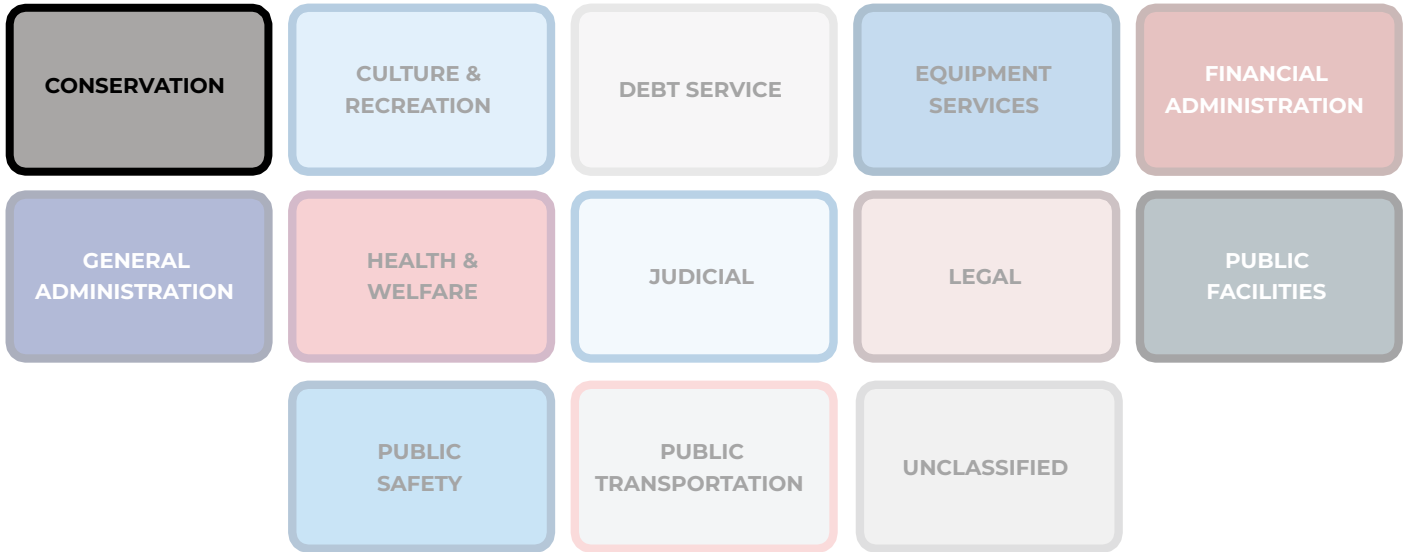 CONSERVATION
CULTURE &
RECREATION
DEBT SERVICE
EQUIPMENT
SERVICES
FINANCIAL
ADMINISTRATION
GENERAL
ADMINISTRATION
HEALTH &
WELFARE
JUDICIAL
LEGAL
PUBLIC
FACILITIES
PUBLIC
SAFETY
PUBLIC
TRANSPORTATION
UNCLASSIFIED